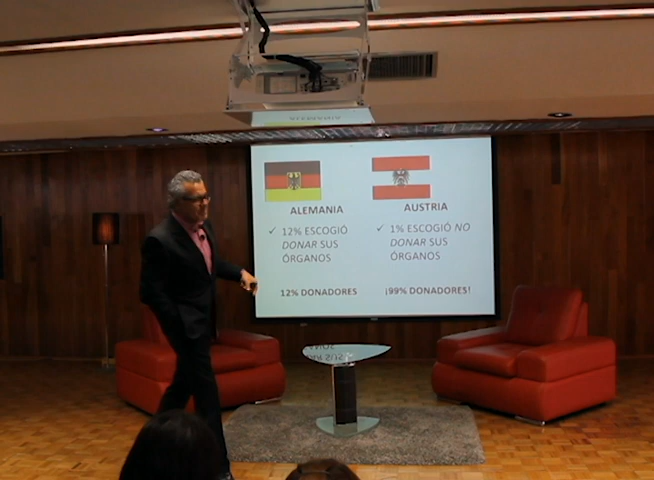 ALEMANIA
✓ 12% ESCOGIÓ
DONAR SUS
ÓRGANOS
12% DONADORES
AUSTRIA
✓ 1% ESCOGIÓ NO
DONAR SUS
ÓRGANOS
¡99% DONADORES!